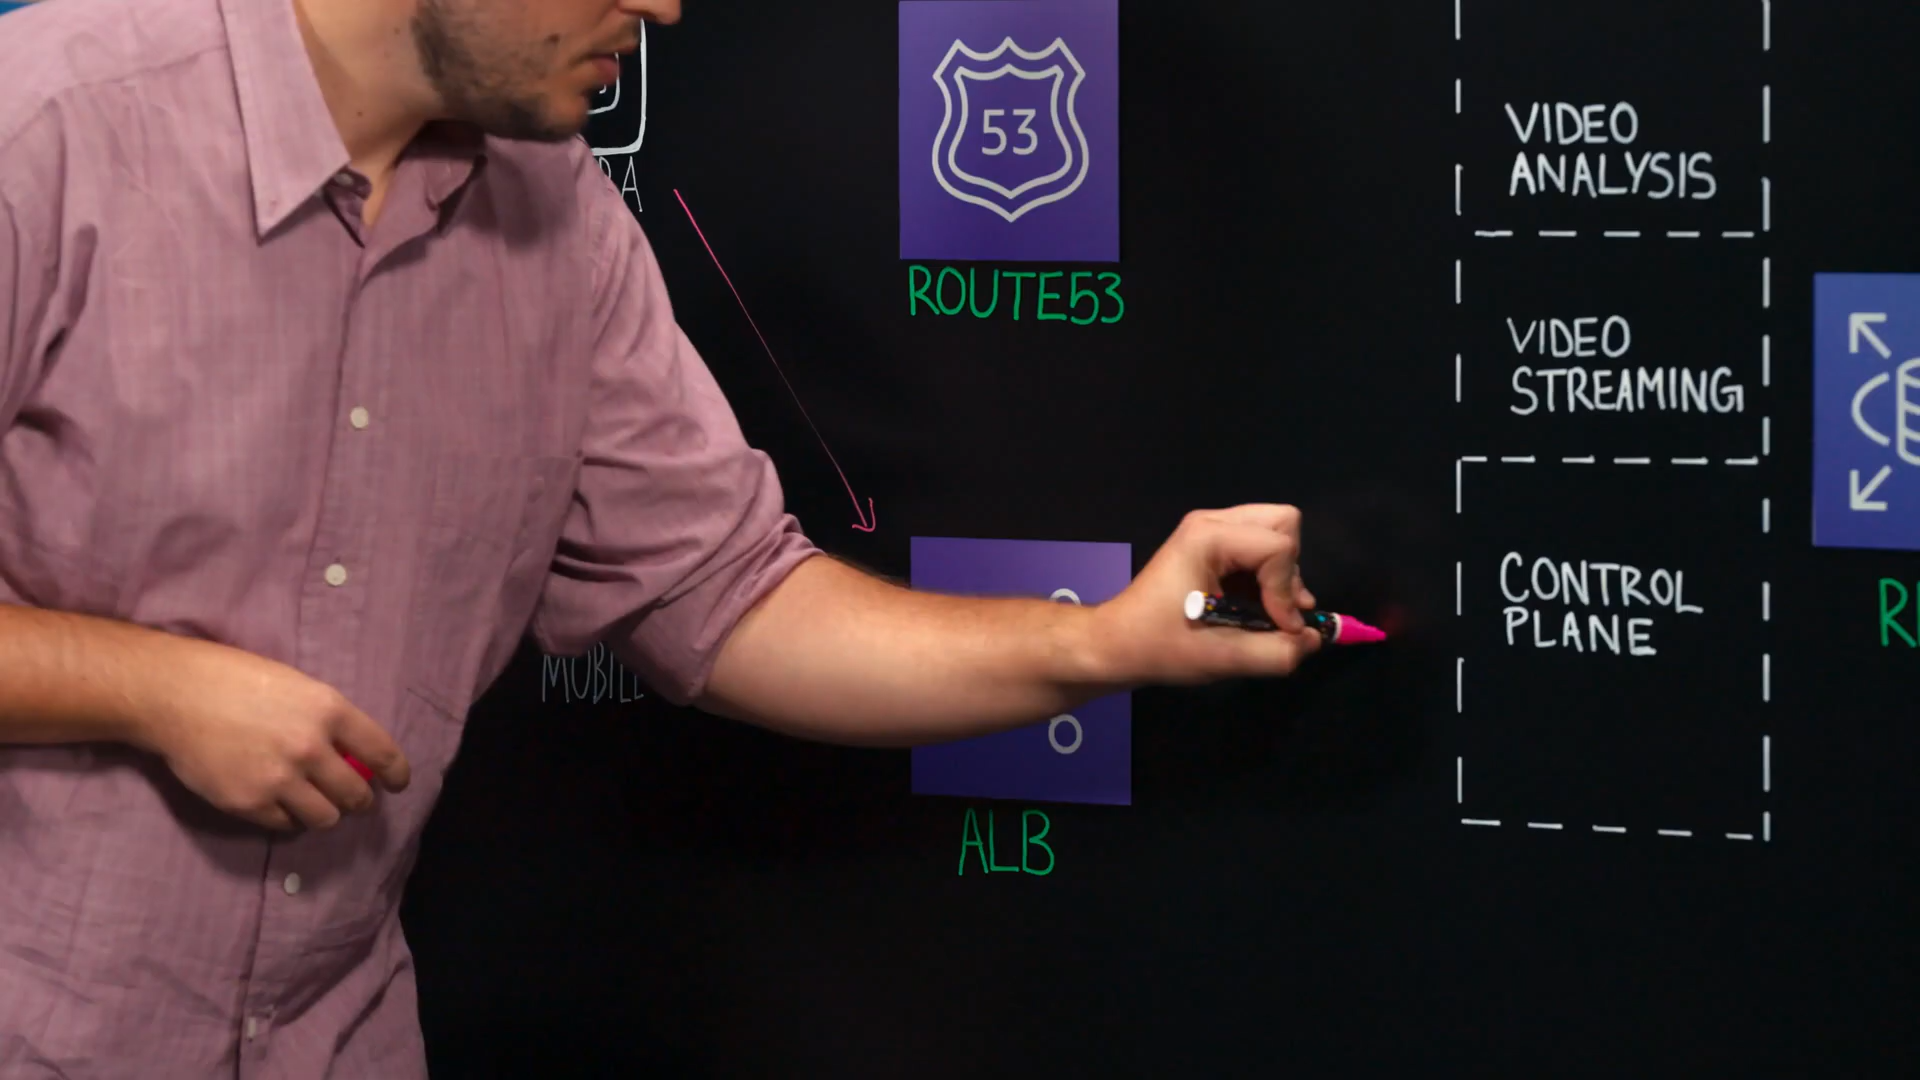 53
ROUTE53
VIDEO
ANALYSIS
VIDEO
STREAMING
CONTROL
PLANE
ALB